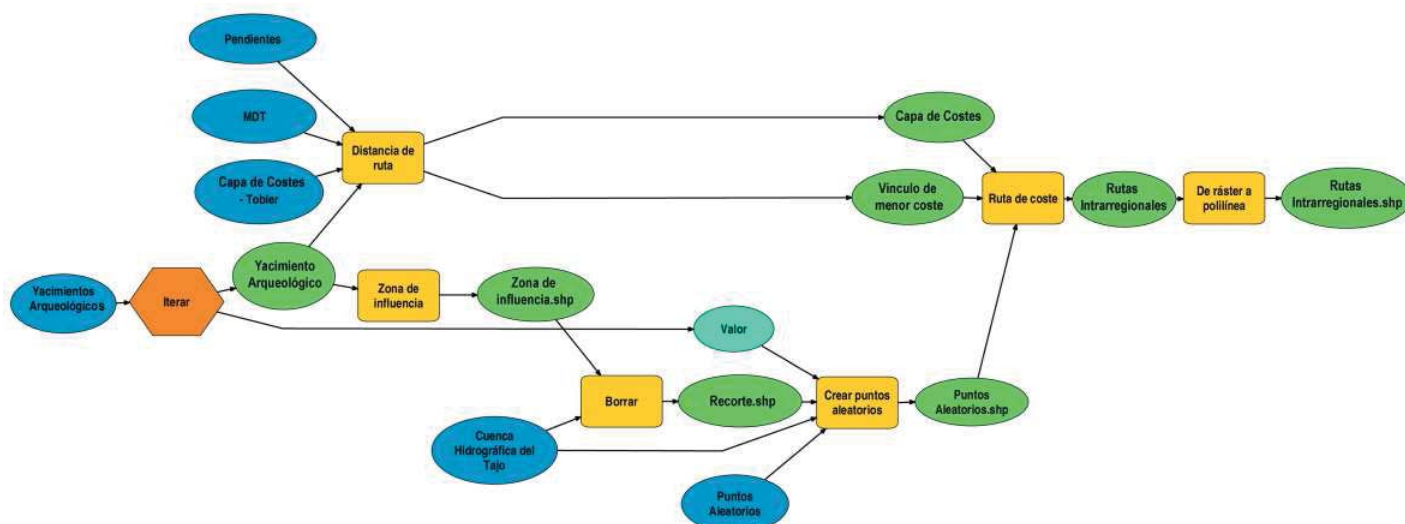 Pendientes
MDT
Capa de Costes
- Tobler
Distancia de
ruta
Capa de Costes
Vinculo de
menor coste
Ruta de coste
Rutas
Intrarregionales
De ráster a
polilínea
Rutas
Intrarregionales.shp
Yacimientos
Arqueológicos
Iterar
Yacimiento
Arqueológico
Zona de
influencia
Zona de
influencia.shp
Valor
Borrar
Recorte.shp
Crear puntos
aleatorios
Puntos
Aleatorios.shp
Cuenca
Hidrográfica del
Tajo
Puntos
Aleatorios